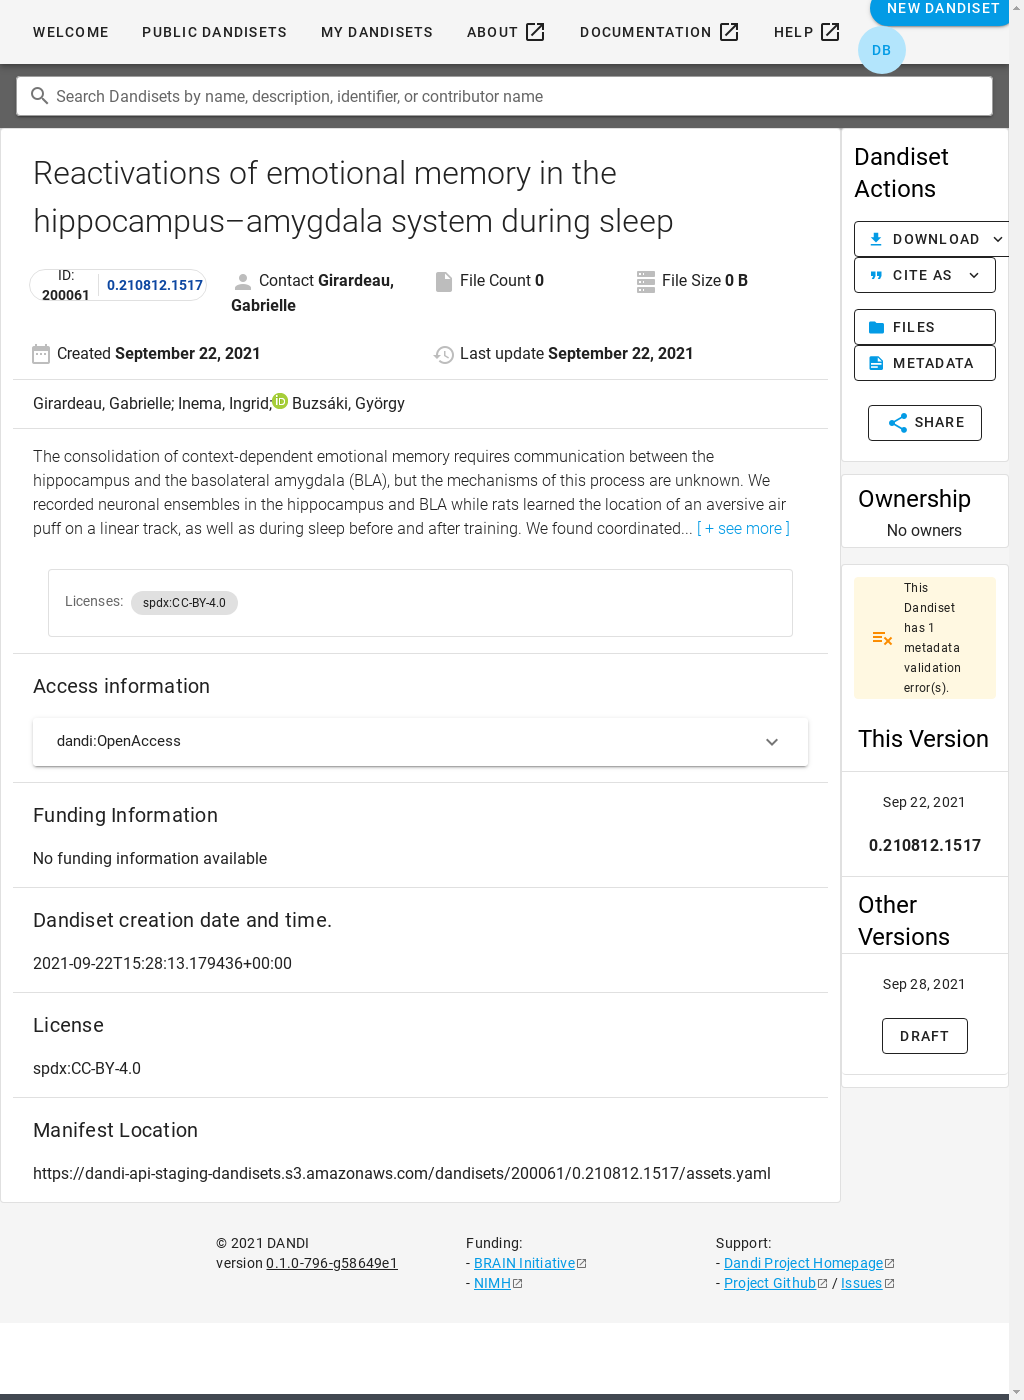 WELCOME PUBLIC DANDISETS MY DANDISETS ABOUT DOCUMENTATION HELP NEW DANDISET
DB
Search Dandisets by name, description, identifier, or contributor name
Reactivations of emotional memory in the
hippocampus–amygdala system during sleep
ID:
200061
0.210812.1517
Contact Girardeau,
Gabrielle
File Count 0
File Size 0 B
Created September 22, 2021
Last update September 22, 2021
Girardeau, Gabrielle; Inema, Ingrid; iD Buzsáki, György
The consolidation of context-dependent emotional memory requires communication between the
hippocampus and the basolateral amygdala (BLA), but the mechanisms of this process are unknown. We
recorded neuronal ensembles in the hippocampus and BLA while rats learned the location of an aversive air
puff on a linear track, as well as during sleep before and after training. We found coordinated... [ + see more ]
Licenses: spdx:CC-BY-4.0
Access information
dandi:OpenAccess
Funding Information
No funding information available
Dandiset creation date and time.
2021-09-22T15:28:13.179436+00:00
License
spdx:CC-BY-4.0
Manifest Location
https://dandi-api-staging-dandisets.s3.amazonaws.com/dandisets/200061/0.210812.1517/assets.yaml
Dandiset
Actions
DOWNLOAD
CITE AS
FILES
METADATA
SHARE
Ownership
No owners
This
Dandiset
has 1
metadata
validation
error(s).
This Version
Sep 22, 2021
0.210812.1517
Other
Versions
Sep 28, 2021
DRAFT
© 2021 DANDI
version 0.1.0-796-g58649e1
Funding:
- BRAIN Initiative
- NIMH
Support:
- Dandi Project Homepage
- Project Github / Issues